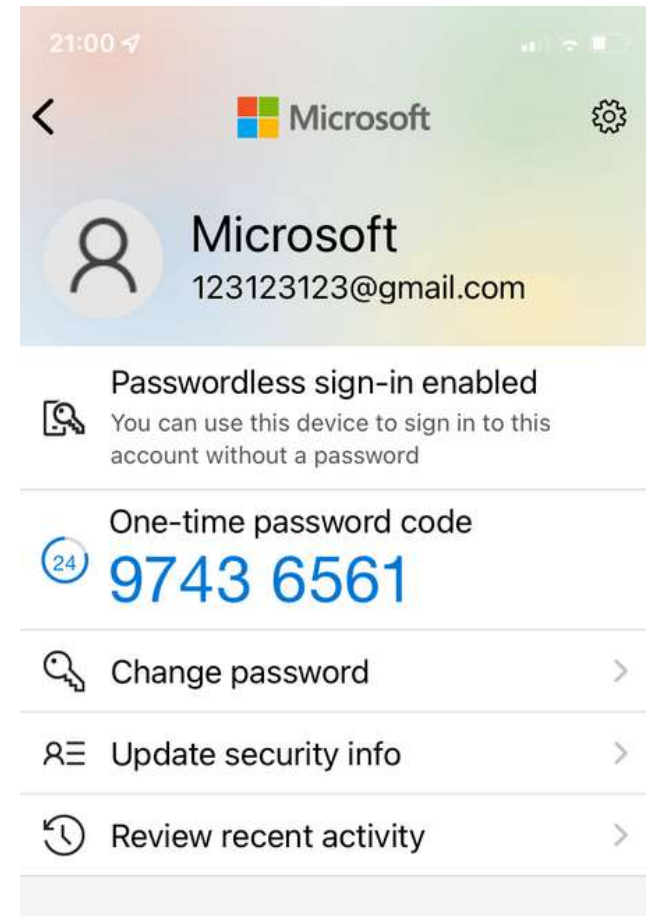 21:00
Microsoft
Microsoft
123123123@gmail.com
Passwordless sign-in enabled
You can use this device to sign in to this
account without a password
One-time password code
24
9743 6561
Change password
Update security info
Review recent activity